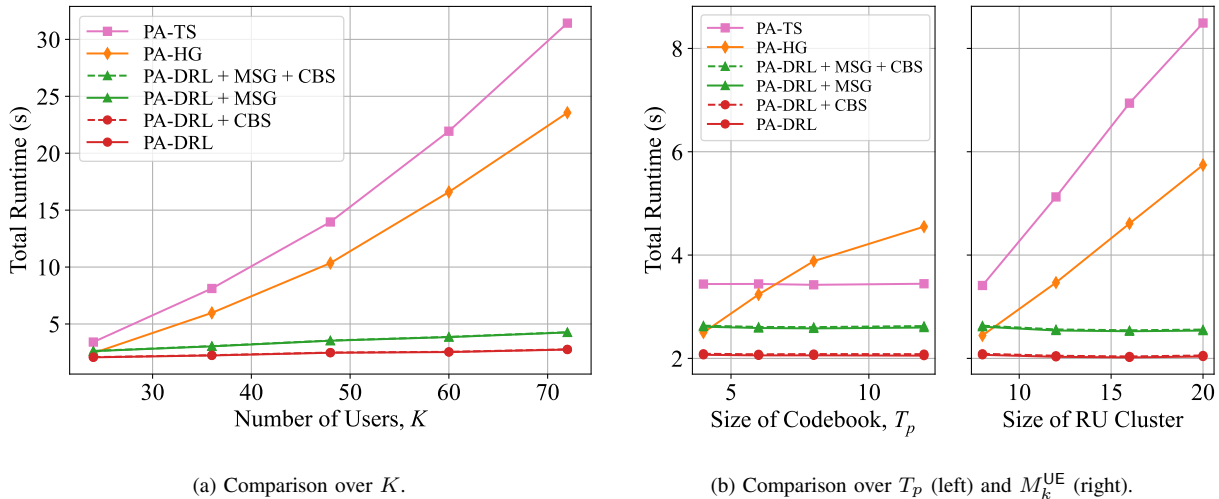 30
25
20
15
10
5
Total Runtime (s)
PA-TS
PA-HG
PA-DRL + MSG + CBS
PA-DRL + MSG
PA-DRL + CBS
PA-DRL
30 40 50 60 70
Number of Users, K
(a) Comparison over K.
8
6
4
2
Total Runtime (s)
PA-TS
PA-HG
PA-DRL + MSG + CBS
PA-DRL + MSG
PA-DRL + CBS
PA-DRL
5 10
Size of Codebook, T_p
10 15 20
Size of RU Cluster
(b) Comparison over T_p (left) and M_k^UE (right).